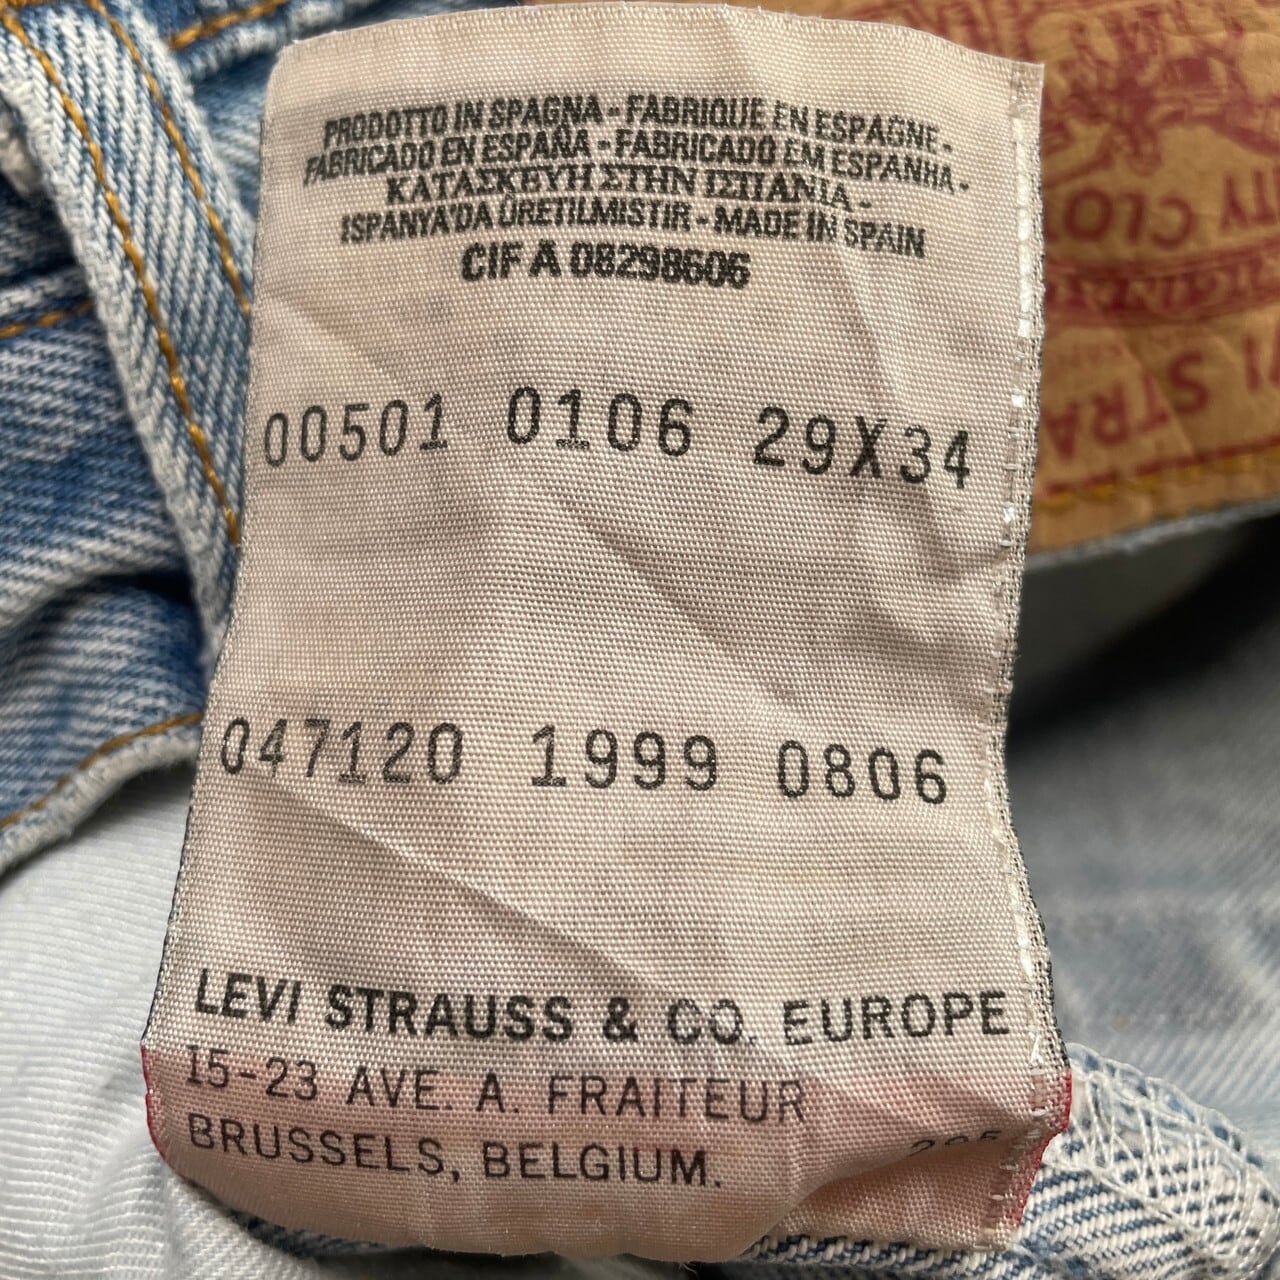 PRODOTTO IN SPAGNA - FABRIQUE EN ESPAGNE -
FABRICADO EN ESPAÑA - FABRICADO EM ESPANHA -
ΚΑΤΑΣΚΕΥΗ ΣΤΗΝ ΙΣΠΑΝΙΑ -
ISPANYA'DA ÜRETILMISTIR - MADE IN SPAIN
CIF A 08298606
00501 0106 29X34
047120 1999 0806
LEVI STRAUSS & CO. EUROPE
15-23 AVE. A. FRAITEUR
BRUSSELS, BELGIUM.